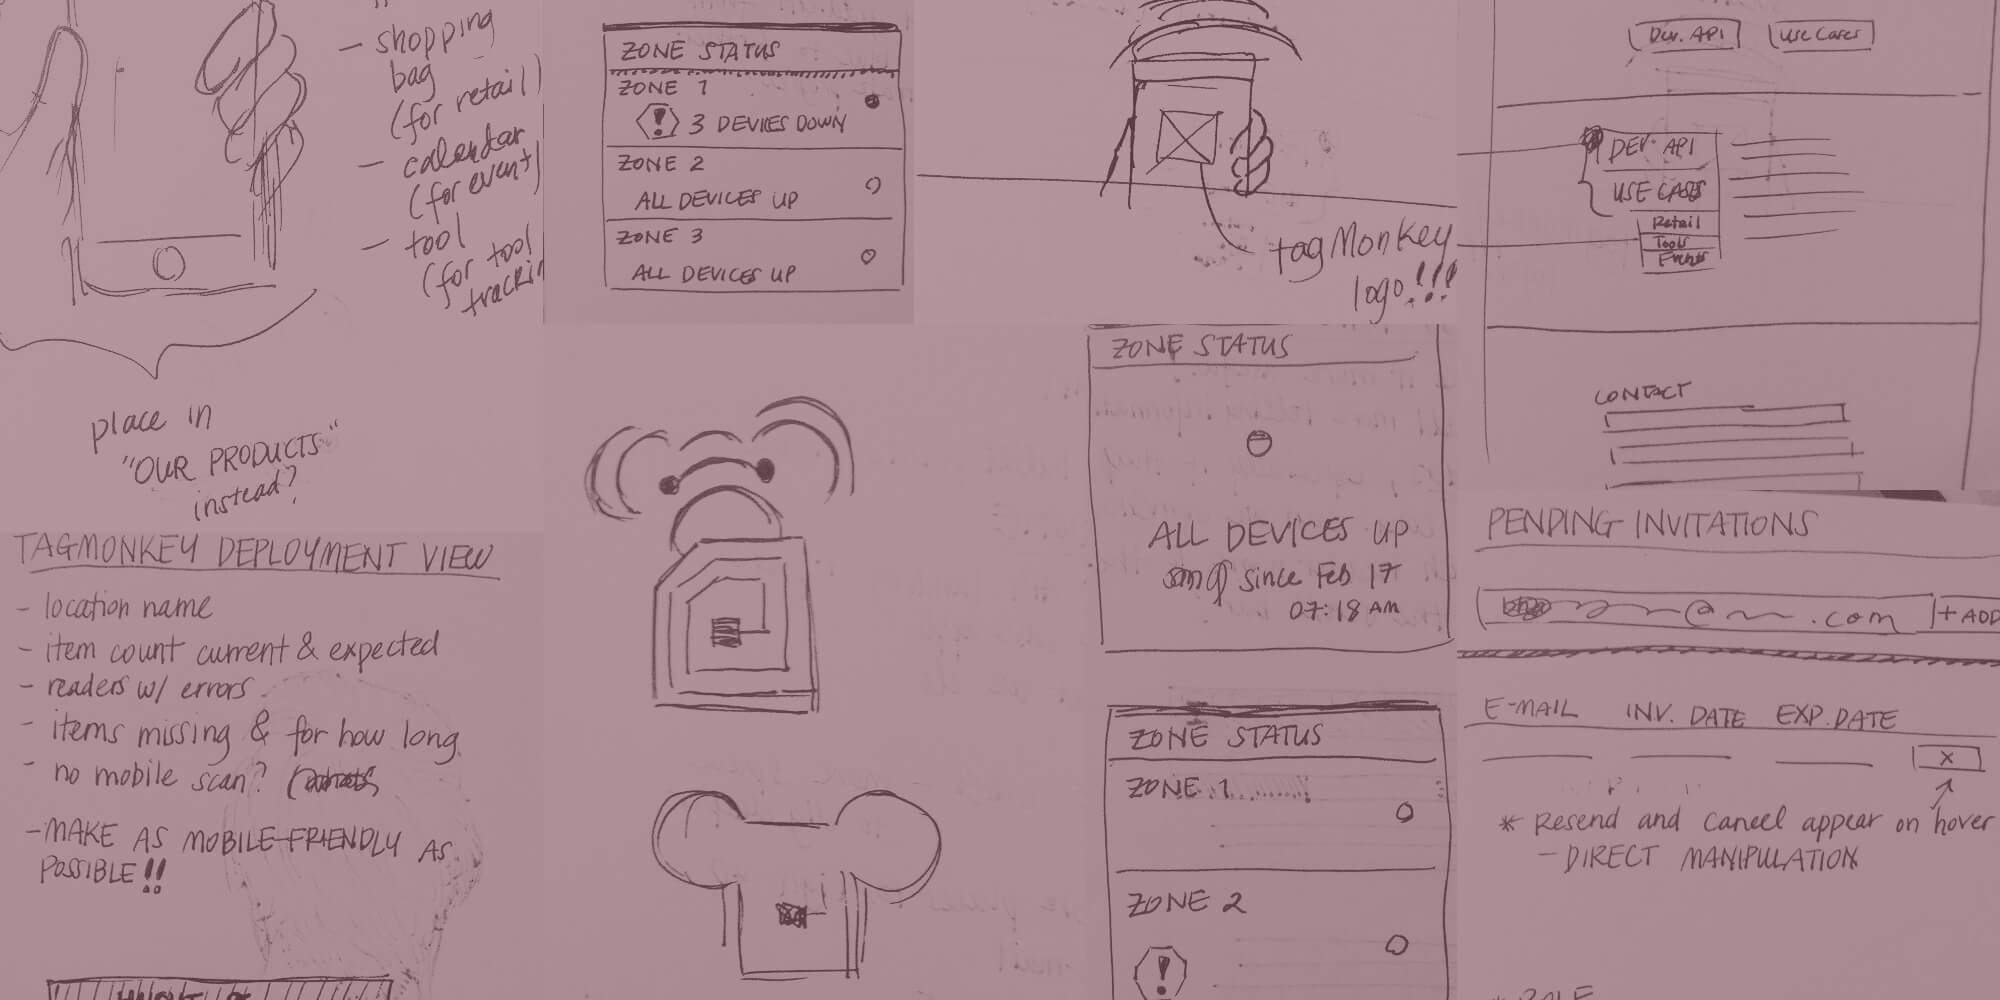 - shopping
bag
(for retail)
- calendar
(for event)
- tool
(for tool
place in
"OUR PRODUCTS"
instead?
TAGMONKEY DEPLOYMENT VIEW
- location name
- item count current & expected
- readers w/ errors
- items missing & for how long
- no mobile scan?
- MAKE AS MOBILE-FRIENDLY AS
POSSIBLE!!
ZONE STATUS
ZONE 1
! 3 DEVICES DOWN
ZONE 2
ALL DEVICES UP
ZONE 3
ALL DEVICES UP
tagMonkey
logo!!!
ZONE STATUS
ALL DEVICES UP
since Feb 17
07:18 AM
ZONE STATUS
ZONE 1
ZONE 2
!
Dev. API
Use Cases
DEV. API
USE CASES
Retail
Tools
Events
CONTACT
PENDING INVITATIONS
@ .com
+ ADD
E-MAIL INV. DATE EXP. DATE
X
* Resend and cancel appear on hover
- DIRECT MANIPULATION